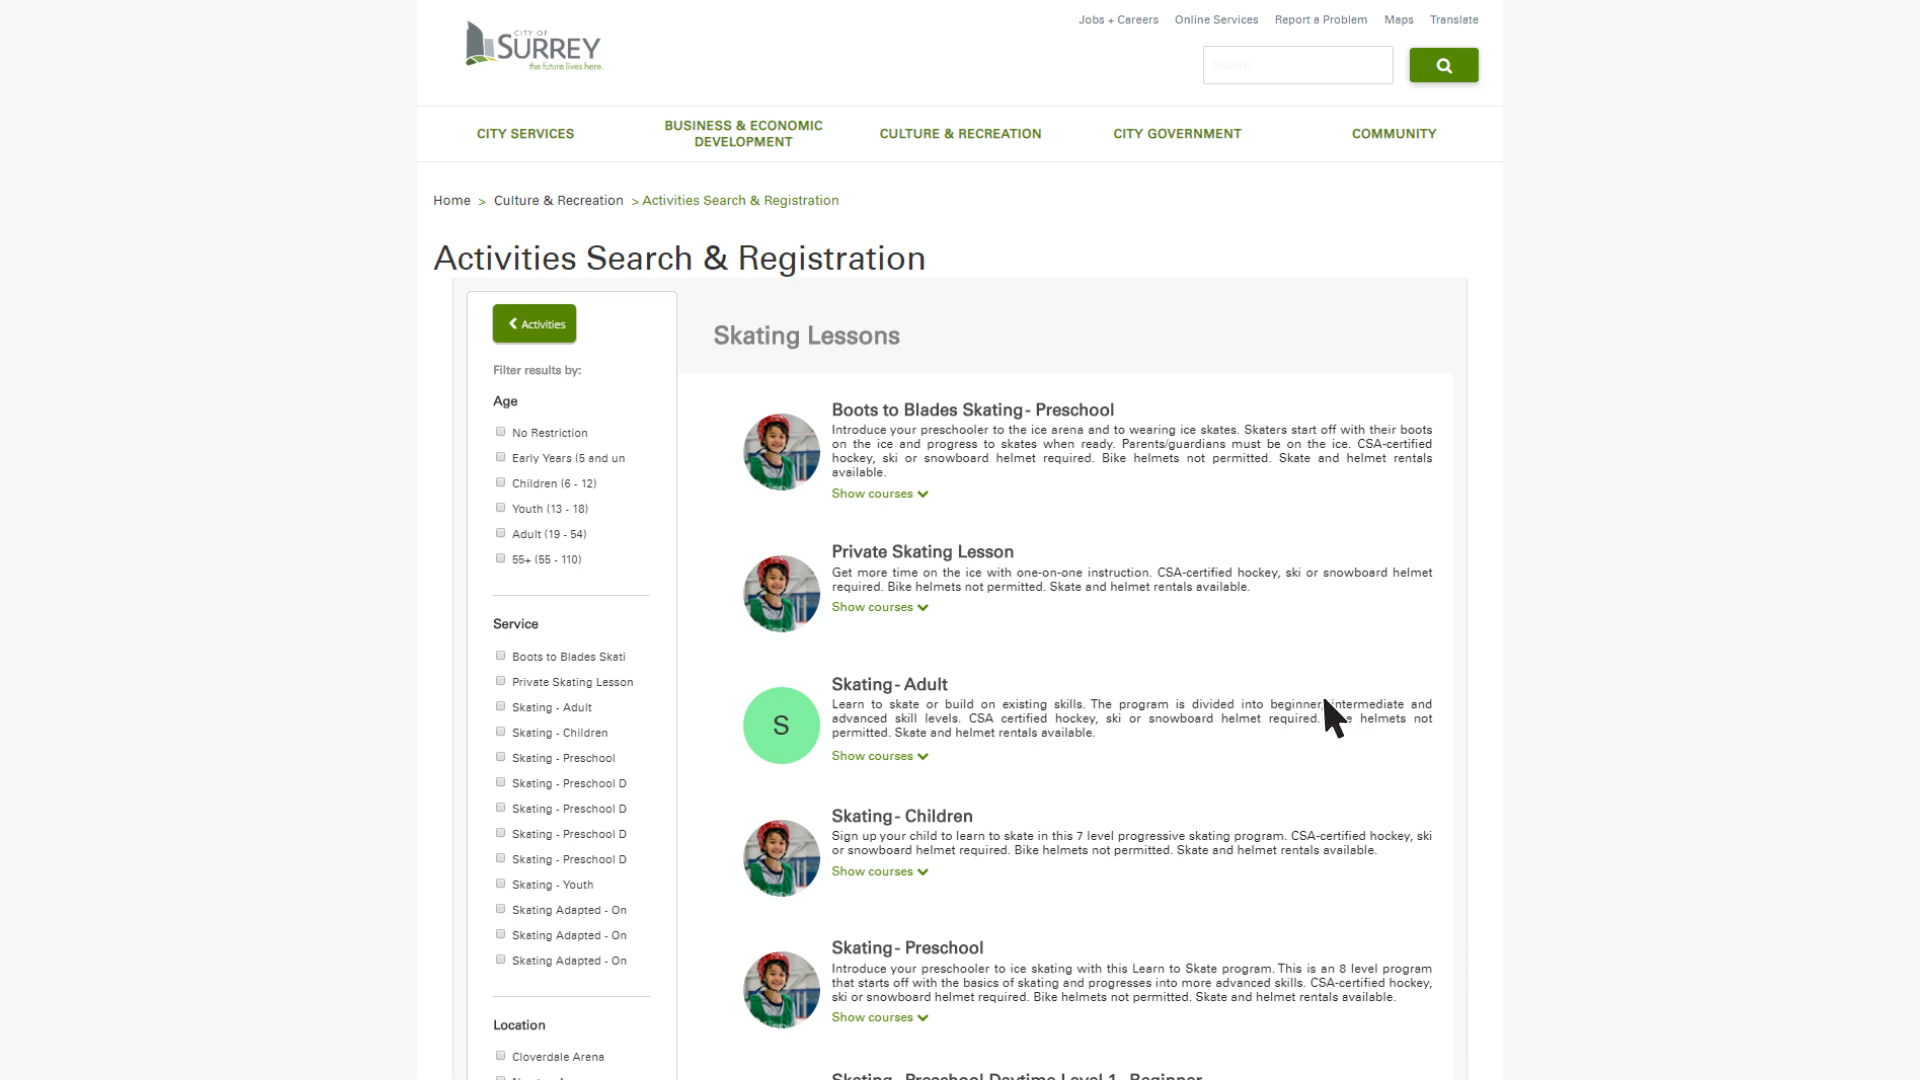 Jobs + Careers Online Services Report a Problem Maps Translate
CITY OF
SURREY
the future lives here.
Search
CITY SERVICES
BUSINESS & ECONOMIC
DEVELOPMENT
CULTURE & RECREATION
CITY GOVERNMENT
COMMUNITY
Home > Culture & Recreation > Activities Search & Registration
Activities Search & Registration
Activities
Filter results by:
Age
No Restriction
Early Years (5 and un
Children (6 - 12)
Youth (13 - 18)
Adult (19 - 54)
55+ (55 - 110)
Service
Boots to Blades Skati
Private Skating Lesson
Skating - Adult
Skating - Children
Skating - Preschool
Skating - Preschool D
Skating - Preschool D
Skating - Preschool D
Skating - Preschool D
Skating - Youth
Skating Adapted - On
Skating Adapted - On
Skating Adapted - On
Location
Cloverdale Arena
Skating Lessons
Boots to Blades Skating - Preschool
Introduce your preschooler to the ice arena and to wearing ice skates. Skaters start off with their boots
on the ice and progress to skates when ready. Parents/guardians must be on the ice. CSA-certified
hockey, ski or snowboard helmet required. Bike helmets not permitted. Skate and helmet rentals
available.
Show courses
Private Skating Lesson
Get more time on the ice with one-on-one instruction. CSA-certified hockey, ski or snowboard helmet
required. Bike helmets not permitted. Skate and helmet rentals available.
Show courses
S
Skating - Adult
Learn to skate or build on existing skills. The program is divided into beginner, intermediate and
advanced skill levels. CSA certified hockey, ski or snowboard helmet required. helmets not
permitted. Skate and helmet rentals available.
Show courses
Skating - Children
Sign up your child to learn to skate in this 7 level progressive skating program. CSA-certified hockey, ski
or snowboard helmet required. Bike helmets not permitted. Skate and helmet rentals available.
Show courses
Skating - Preschool
Introduce your preschooler to ice skating with this Learn to Skate program. This is an 8 level program
that starts off with the basics of skating and progresses into more advanced skills. CSA-certified hockey,
ski or snowboard helmet required. Bike helmets not permitted. Skate and helmet rentals available.
Show courses
Skating - Preschool Daytime Level 1 - Beginner